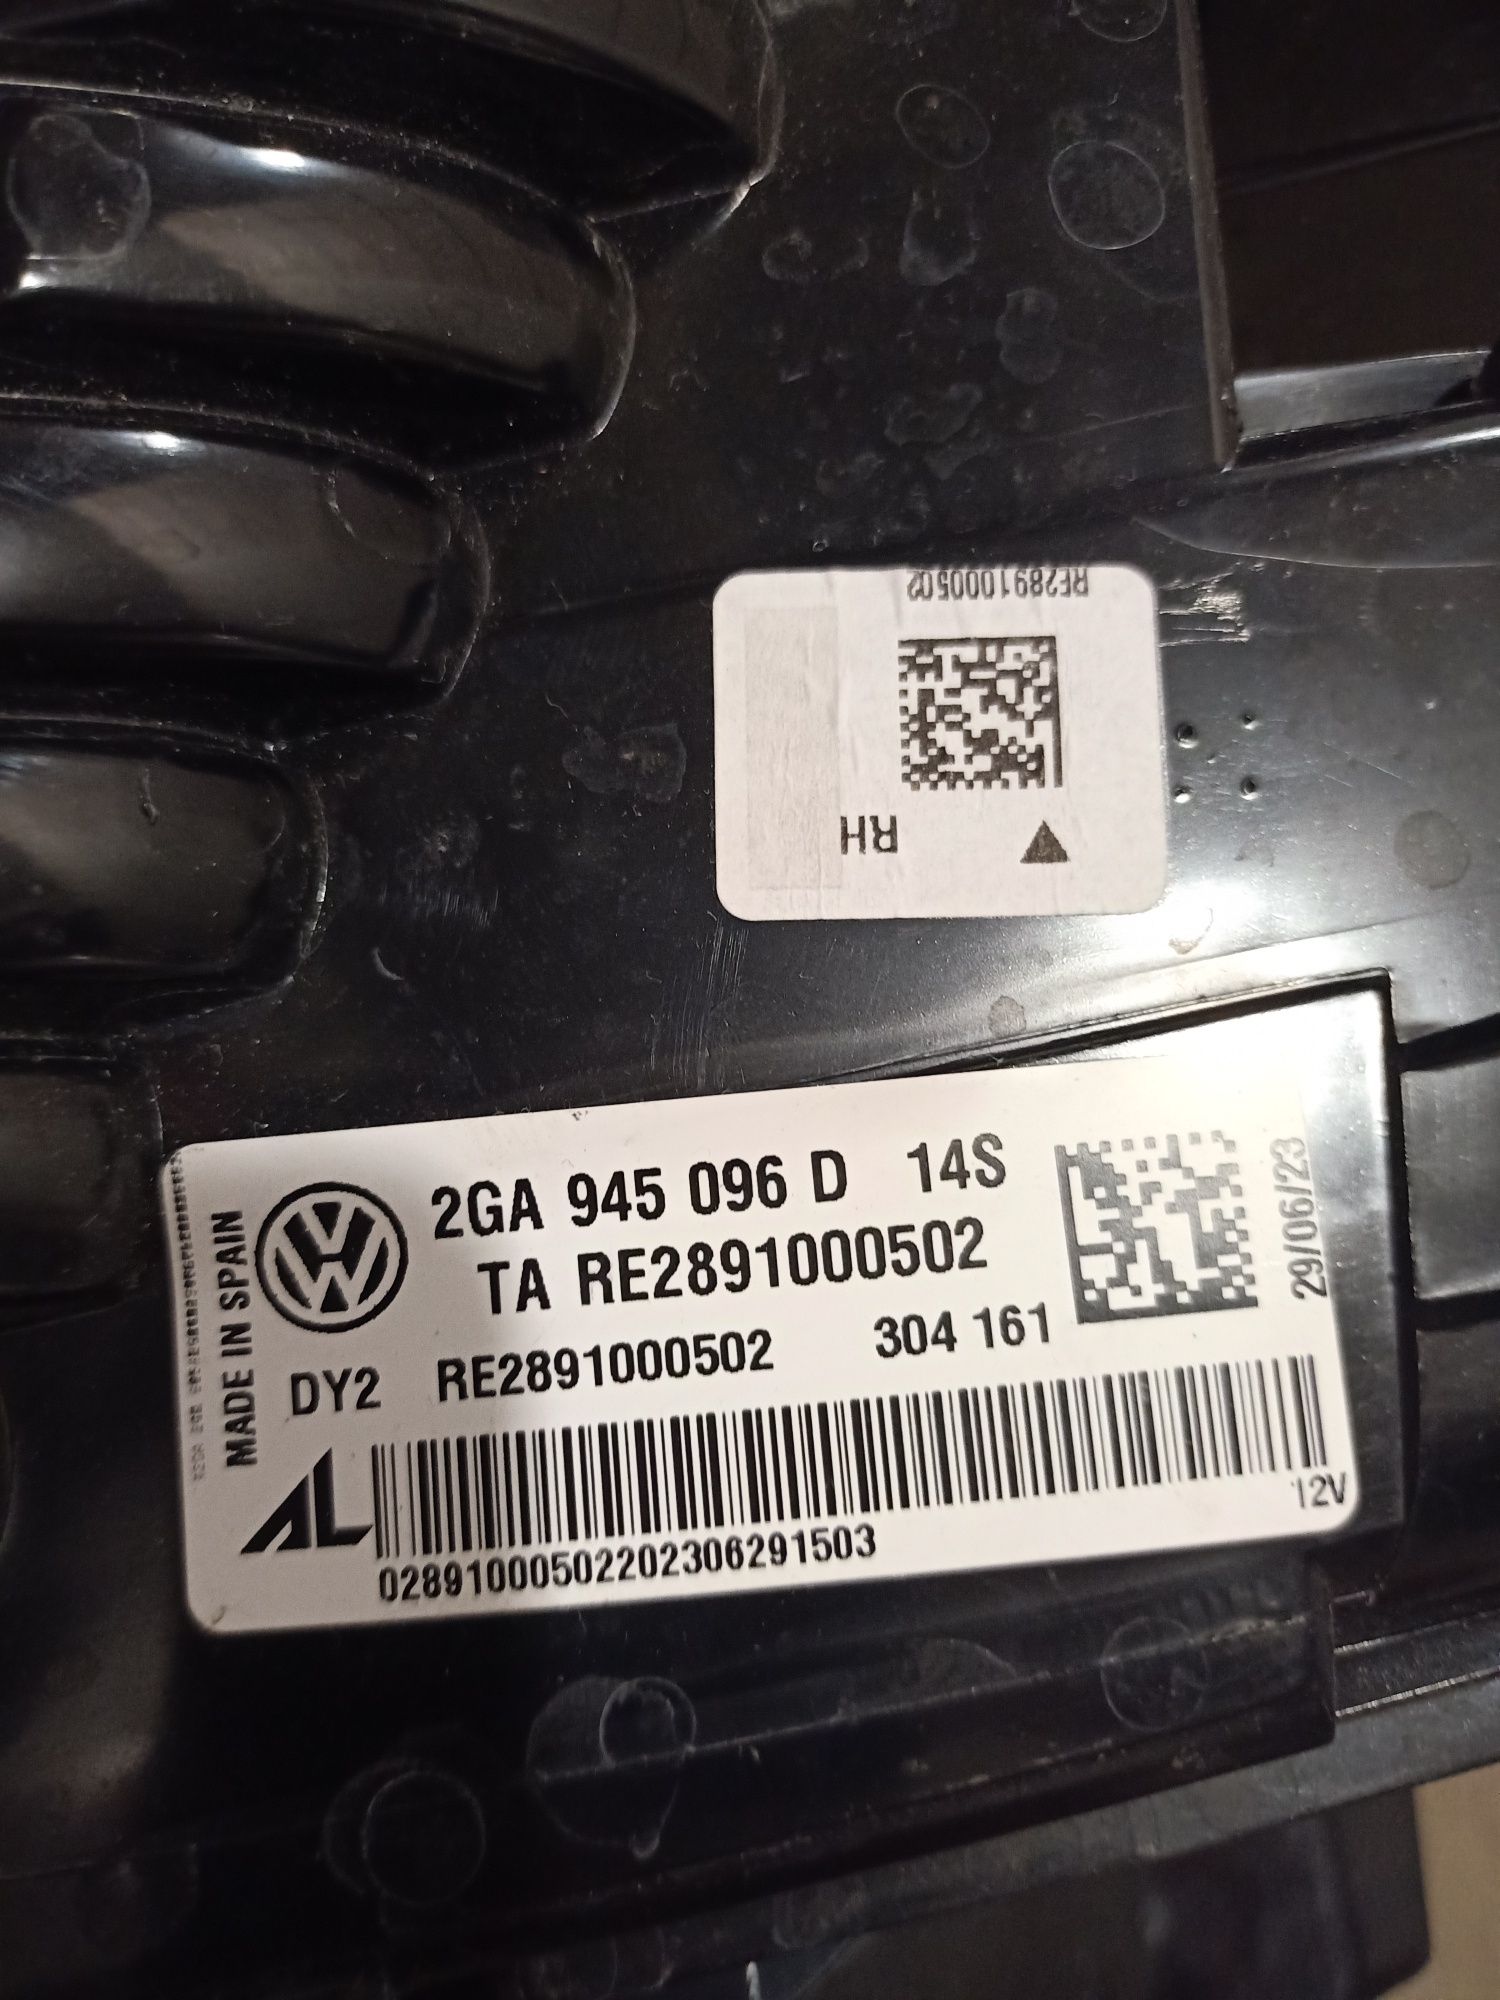 RE2891000502
RH
2GA 945 096 D 14S
TA RE2891000502
DY2 RE2891000502 304 161
MADE IN SPAIN
29/06/23
AL
12V
02891000502202306291503